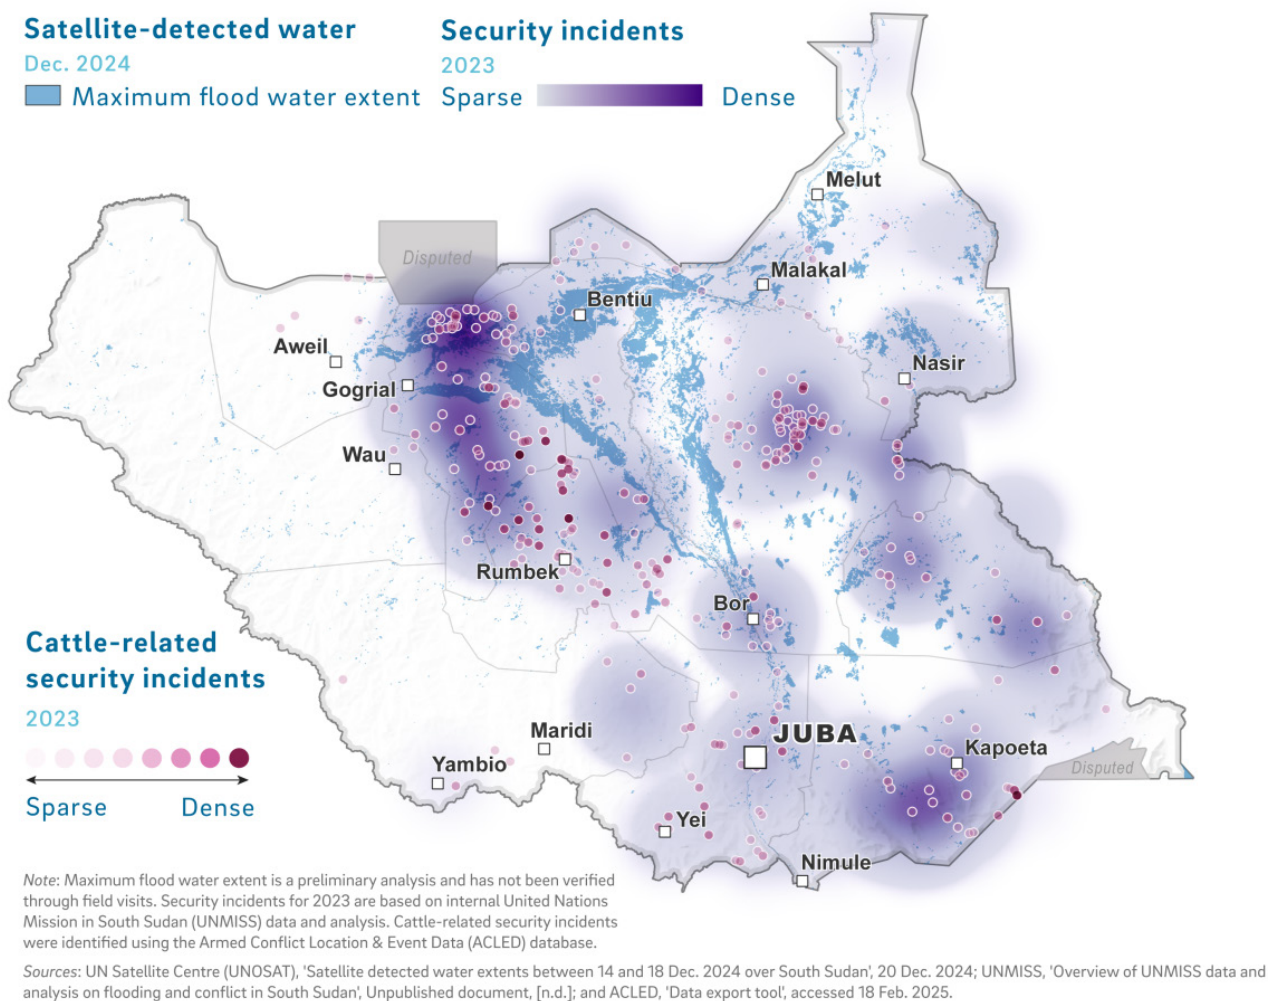 Satellite-detected water
Dec. 2024
Maximum flood water extent
Security incidents
2023
Sparse Dense
Melut
Disputed
Malakal
Bentiu
Aweil
Nasir
Gogrial
Wau
Rumbek
Bor
Cattle-related
security incidents
2023
Sparse Dense
Maridi
JUBA
Yambio
Kapoeta
Disputed
Yei
Nimule
Note: Maximum flood water extent is a preliminary analysis and has not been verified
through field visits. Security incidents for 2023 are based on internal United Nations
Mission in South Sudan (UNMISS) data and analysis. Cattle-related security incidents
were identified using the Armed Conflict Location & Event Data (ACLED) database.
Sources: UN Satellite Centre (UNOSAT), 'Satellite detected water extents between 14 and 18 Dec. 2024 over South Sudan', 20 Dec. 2024; UNMISS, 'Overview of UNMISS data and
analysis on flooding and conflict in South Sudan', Unpublished document, [n.d.]; and ACLED, 'Data export tool', accessed 18 Feb. 2025.